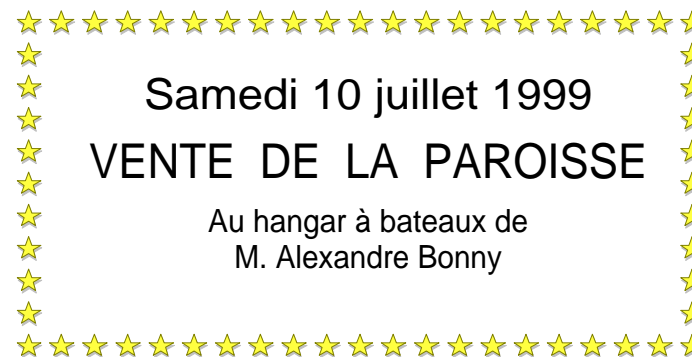 Samedi 10 juillet 1999
VENTE DE LA PAROISSE
Au hangar à bateaux de
M. Alexandre Bonny